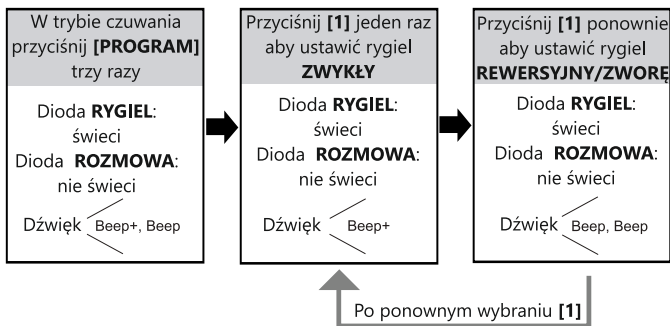 W trybie czuwania
przyciśnij [PROGRAM]
trzy razy
Dioda RYGIEL:
świeci
Dioda ROZMOWA:
nie świeci
Dźwięk Beep+, Beep
Przyciśnij [1] jeden raz
aby ustawić rygiel
ZWYKŁY
Dioda RYGIEL:
świeci
Dioda ROZMOWA:
nie świeci
Dźwięk Beep+
Przyciśnij [1] ponownie
aby ustawić rygiel
REWERSYJNY/ZWORĘ
Dioda RYGIEL:
świeci
Dioda ROZMOWA:
nie świeci
Dźwięk Beep, Beep
Po ponownym wybraniu [1]